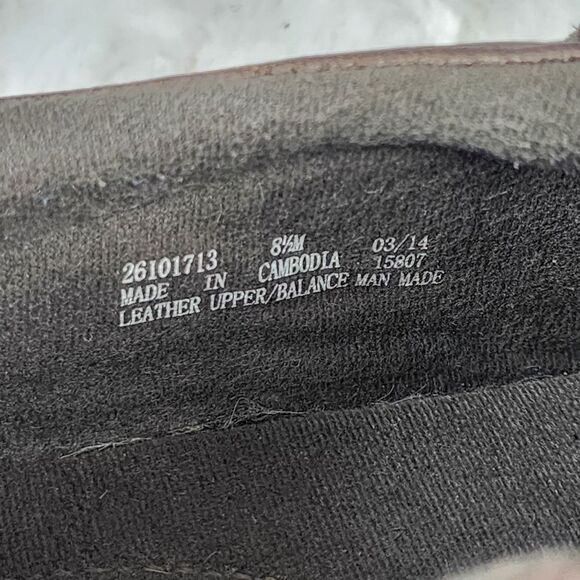 26101713 8½M 03/14
MADE IN CAMBODIA 15807
LEATHER UPPER/BALANCE MAN MADE